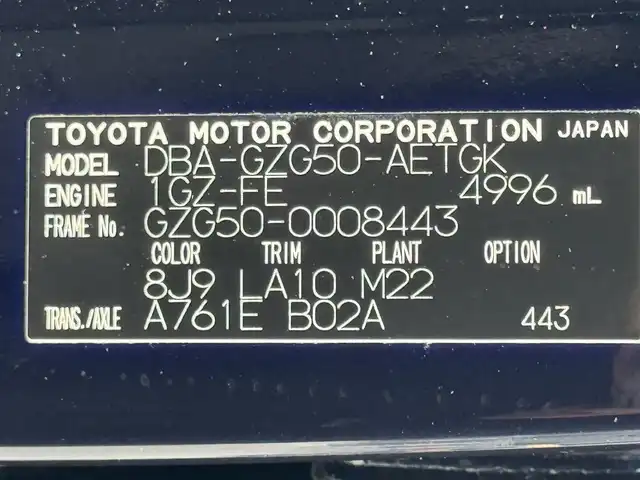 TOYOTA MOTOR CORPORATION JAPAN
MODEL DBA-GZG50-AETGK
ENGINE 1GZ-FE 4996 mL
FRAME No. GZG50-0008443
COLOR TRIM PLANT OPTION
8J9 LA10 M22
TRANS./AXLE A761E B02A 443